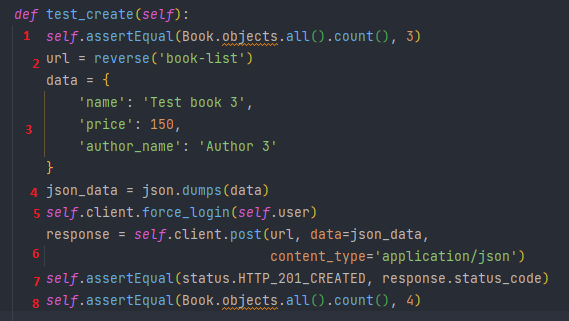 def test_create(self):
1 self.assertEqual(Book.objects.all().count(), 3)
2 url = reverse('book-list')
data = {
'name': 'Test book 3',
3 'price': 150,
'author_name': 'Author 3'
}
4 json_data = json.dumps(data)
5 self.client.force_login(self.user)
response = self.client.post(url, data=json_data,
6 content_type='application/json')
7 self.assertEqual(status.HTTP_201_CREATED, response.status_code)
8 self.assertEqual(Book.objects.all().count(), 4)